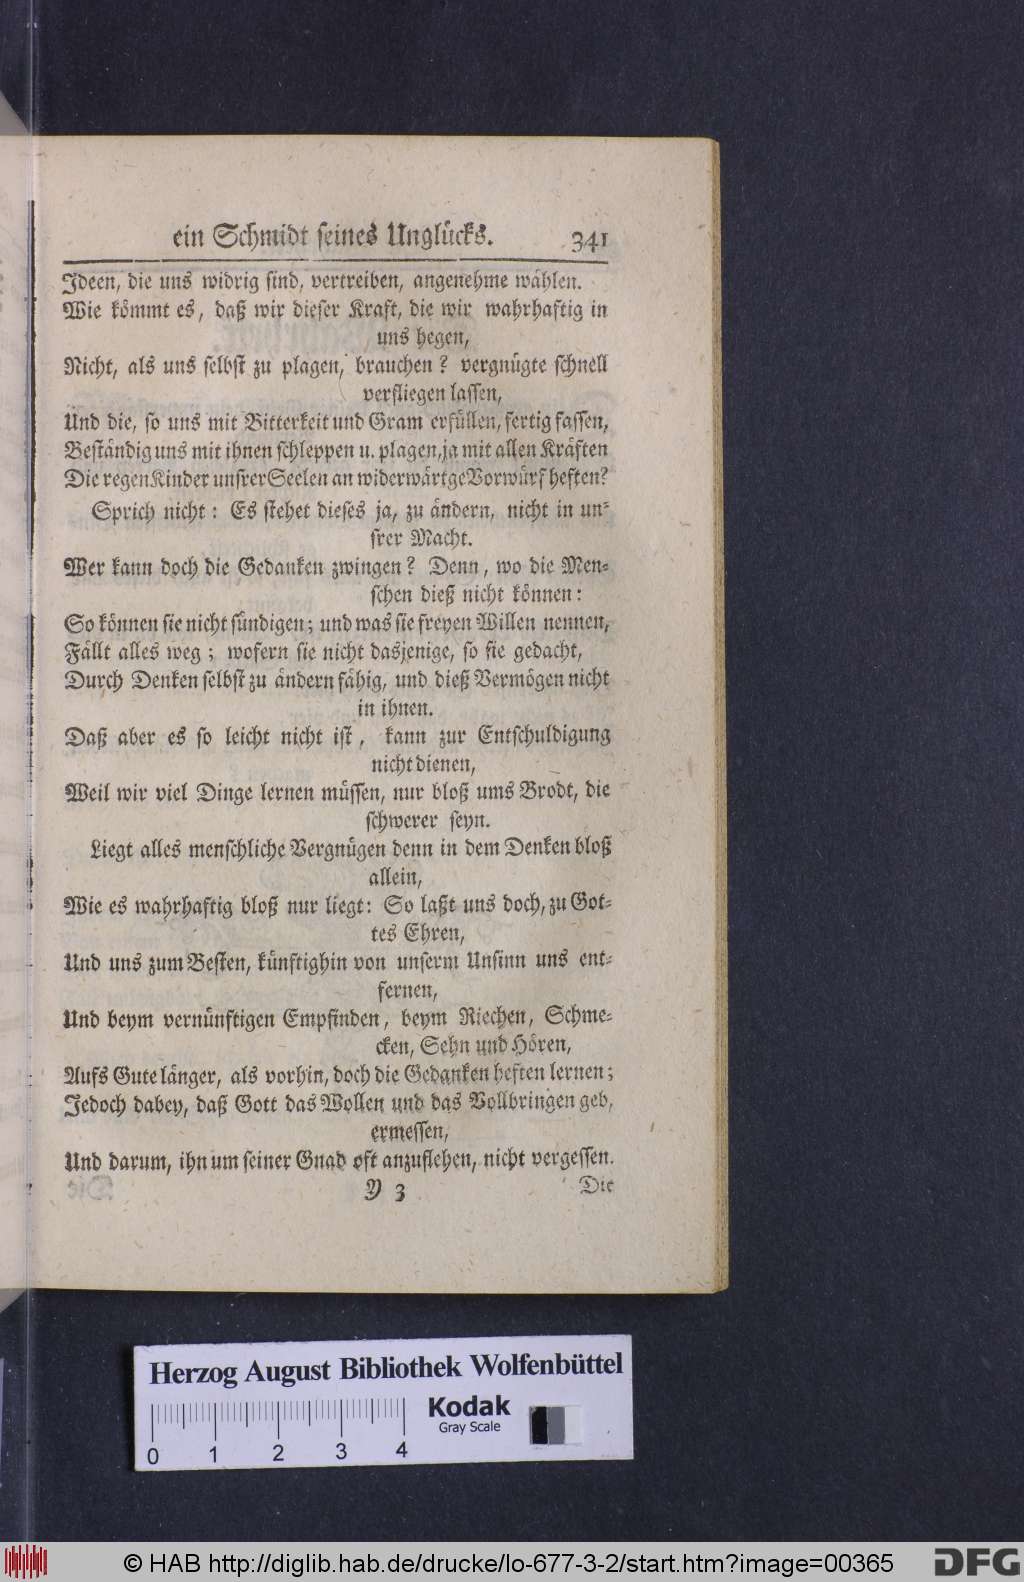 ein Schmidt ſeines Unglücks. 341
Ideen, die uns widrig ſind, vertreiben, angenehme wählen.
Wie kömmt es, daß wir dieſer Kraft, die wir wahrhaftig in
uns hegen,
Nicht, als uns ſelbſt zu plagen, brauchen? vergnügte ſchnell
verfliegen laſſen,
Und die, ſo uns mit Bitterkeit und Gram erfüllen, fertig faſſen,
Beſtändig uns mit ihnen ſchleppen u. plagen, ja mit allen Kräften
Die regen Kinder unſrer Seelen an widerwärtge Vorwürf heften?
Sprich nicht: Es ſtehet dieſes ja, zu ändern, nicht in un⸗
ſrer Macht.
Wer kann doch die Gedanken zwingen? Denn, wo die Men⸗
ſchen dieß nicht können:
So können ſie nicht ſündigen; und was ſie freyen Willen nennen,
Fällt alles weg; wofern ſie nicht dasjenige, ſo ſie gedacht,
Durch Denken ſelbſt zu ändern fähig, und dieß Vermögen nicht
in ihnen.
Daß aber es ſo leicht nicht iſt, kann zur Entſchuldigung
nicht dienen,
Weil wir viel Dinge lernen müſſen, nur bloß ums Brodt, die
ſchwerer ſeyn.
Liegt alles menſchliche Vergnügen denn in dem Denken bloß
allein,
Wie es wahrhaftig bloß nur liegt: So laßt uns doch, zu Got⸗
tes Ehren,
Und uns zum Beſten, künftighin von unſerm Unſinn uns ent⸗
fernen,
Und beym vernünftigen Empfinden, beym Riechen, Schme⸗
cken, Sehn und Hören,
Aufs Gute länger, als vorhin, doch die Gedanken heften lernen;
Jedoch dabey, daß Gott das Wollen und das Vollbringen geb,
ermeſſen,
Und darum, ihn um ſeiner Gnad oft anzuflehen, nicht vergeſſen.
Y 3 Die
Herzog August Bibliothek Wolfenbüttel
Kodak
Gray Scale
0 1 2 3 4
© HAB http://diglib.hab.de/drucke/lo-677-3-2/start.htm?image=00365 DFG